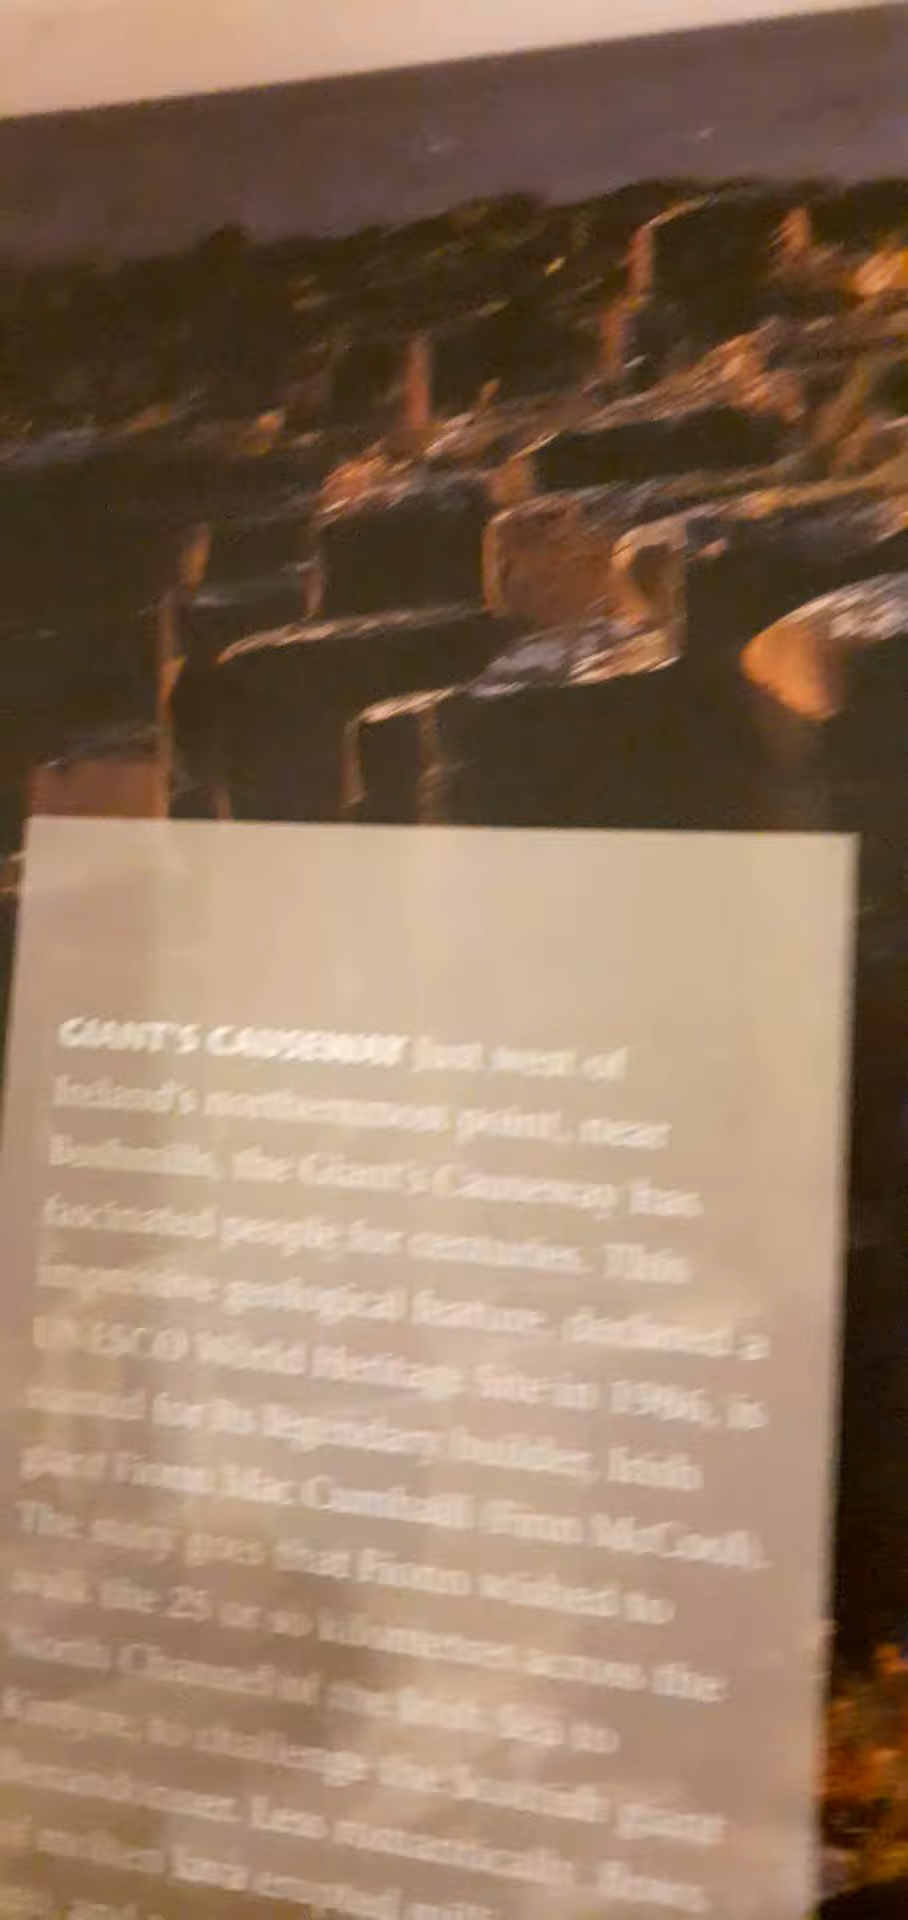 GIANT'S CAUSEWAY Just west of
Ireland's northernmost point, near
Bushmills, the Giant's Causeway has
fascinated people for centuries. This
impressive geological feature, declared a
UNESCO World Heritage Site in 1986, is
named for its legendary builder, Irish
giant Fionn Mac Cumhaill (Finn McCool).
The story goes that Fionn wished to
walk the 25 or so kilometres across the
North Channel of the Irish Sea to
to challenge the Scottish giant
Less romantically,